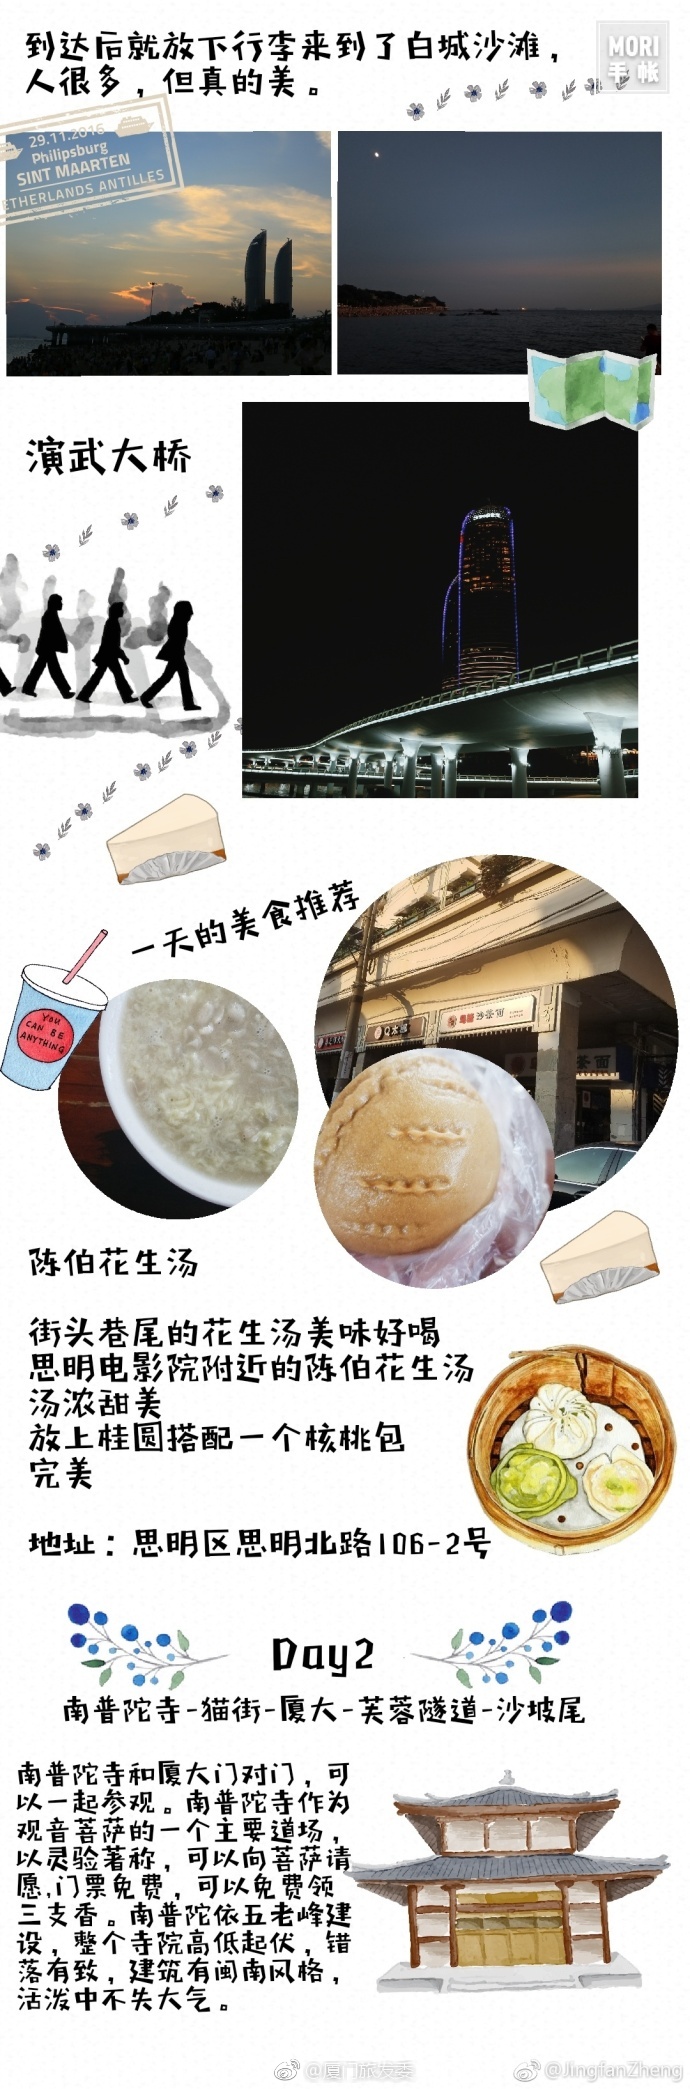 到达后就放下行李来到了白城沙滩，
人很多，但真的美。
MORI
手帐
29.11.2016
Philipsburg
SINT MAARTEN
ETHERLANDS ANTILLES
演武大桥
一天的美食推荐
YOU
CAN BE
ANYTHING
沙茶面
茶面
陈伯花生汤
街头巷尾的花生汤美味好喝
思明电影院附近的陈伯花生汤
汤浓甜美
放上桂圆搭配一个核桃包
完美
地址：思明区思明北路106-2号
Day2
南普陀寺-猫街-厦大-芙蓉隧道-沙坡尾
南普陀寺和厦大门对门，可
以一起参观。南普陀寺作为
观音菩萨的一个主要道场，
以灵验著称，可以向菩萨请
愿,门票免费，可以免费领
三支香。南普陀依五老峰建
设，整个寺院高低起伏，错
落有致，建筑有闽南风格，
活泼中不失大气。
@厦门旅发委
@JingfanZheng